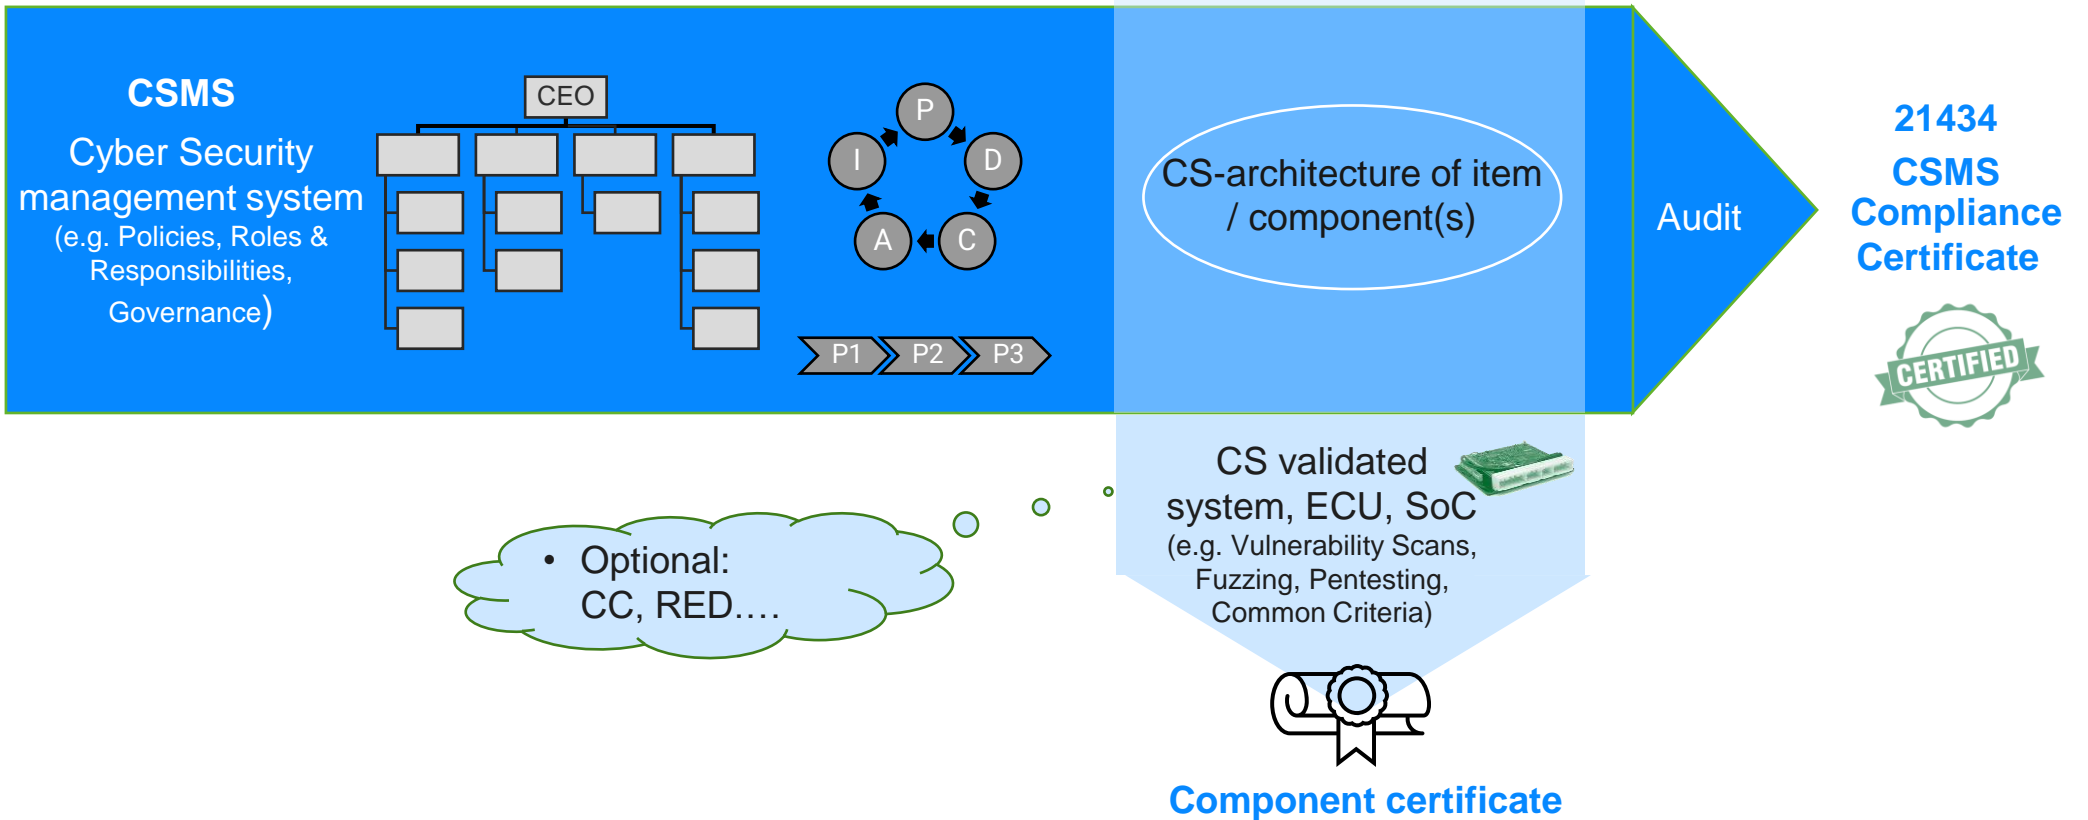 CSMS
Cyber Security
management system
(e.g. Policies, Roles &
Responsibilities,
Governance)
CEO
P
D
C
A
I
P1
P2
P3
CS-architecture of item
/ component(s)
Audit
21434
CSMS
Compliance
Certificate
CERTIFIED
CS validated
system, ECU, SoC
(e.g. Vulnerability Scans,
Fuzzing, Pentesting,
Common Criteria)
• Optional:
CC, RED….
Component certificate